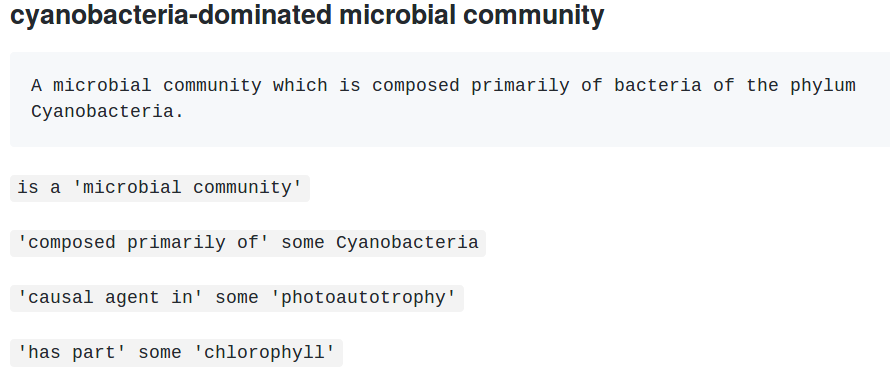 cyanobacteria-dominated microbial community
A microbial community which is composed primarily of bacteria of the phylum
Cyanobacteria.
is a 'microbial community'
'composed primarily of' some Cyanobacteria
'causal agent in' some 'photoautotrophy'
'has part' some 'chlorophyll'